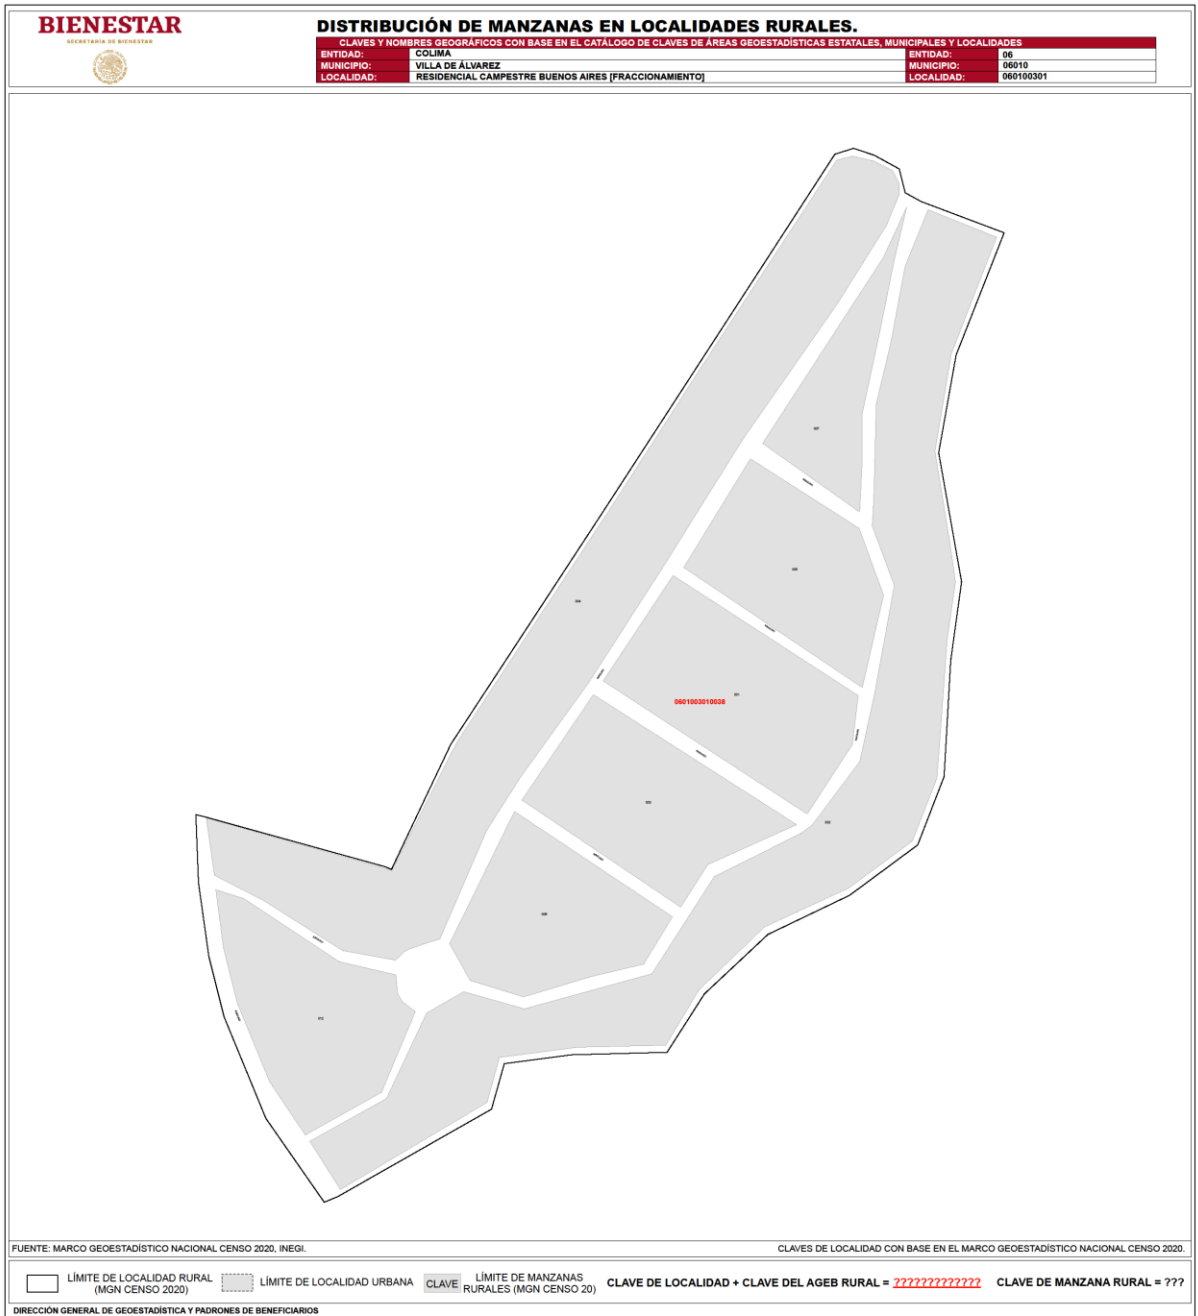 BIENESTAR
SECRETARÍA DE BIENESTAR
DISTRIBUCIÓN DE MANZANAS EN LOCALIDADES RURALES.
CLAVES Y NOMBRES GEOGRÁFICOS CON BASE EN EL CATÁLOGO DE CLAVES DE ÁREAS GEOESTADÍSTICAS ESTATALES, MUNICIPALES Y LOCALIDADES
ENTIDAD: COLIMA ENTIDAD: 06
MUNICIPIO: VILLA DE ÁLVAREZ MUNICIPIO: 06010
LOCALIDAD: RESIDENCIAL CAMPESTRE BUENOS AIRES [FRACCIONAMIENTO] LOCALIDAD: 060100301
0601003010038
FUENTE: MARCO GEOESTADÍSTICO NACIONAL CENSO 2020, INEGI.
CLAVES DE LOCALIDAD CON BASE EN EL MARCO GEOESTADÍSTICO NACIONAL CENSO 2020.
LÍMITE DE LOCALIDAD RURAL
(MGN CENSO 2020)
LÍMITE DE LOCALIDAD URBANA
CLAVE
LÍMITE DE MANZANAS
RURALES (MGN CENSO 20)
CLAVE DE LOCALIDAD + CLAVE DEL AGEB RURAL = ?????????????
CLAVE DE MANZANA RURAL = ???
DIRECCIÓN GENERAL DE GEOESTADÍSTICA Y PADRONES DE BENEFICIARIOS